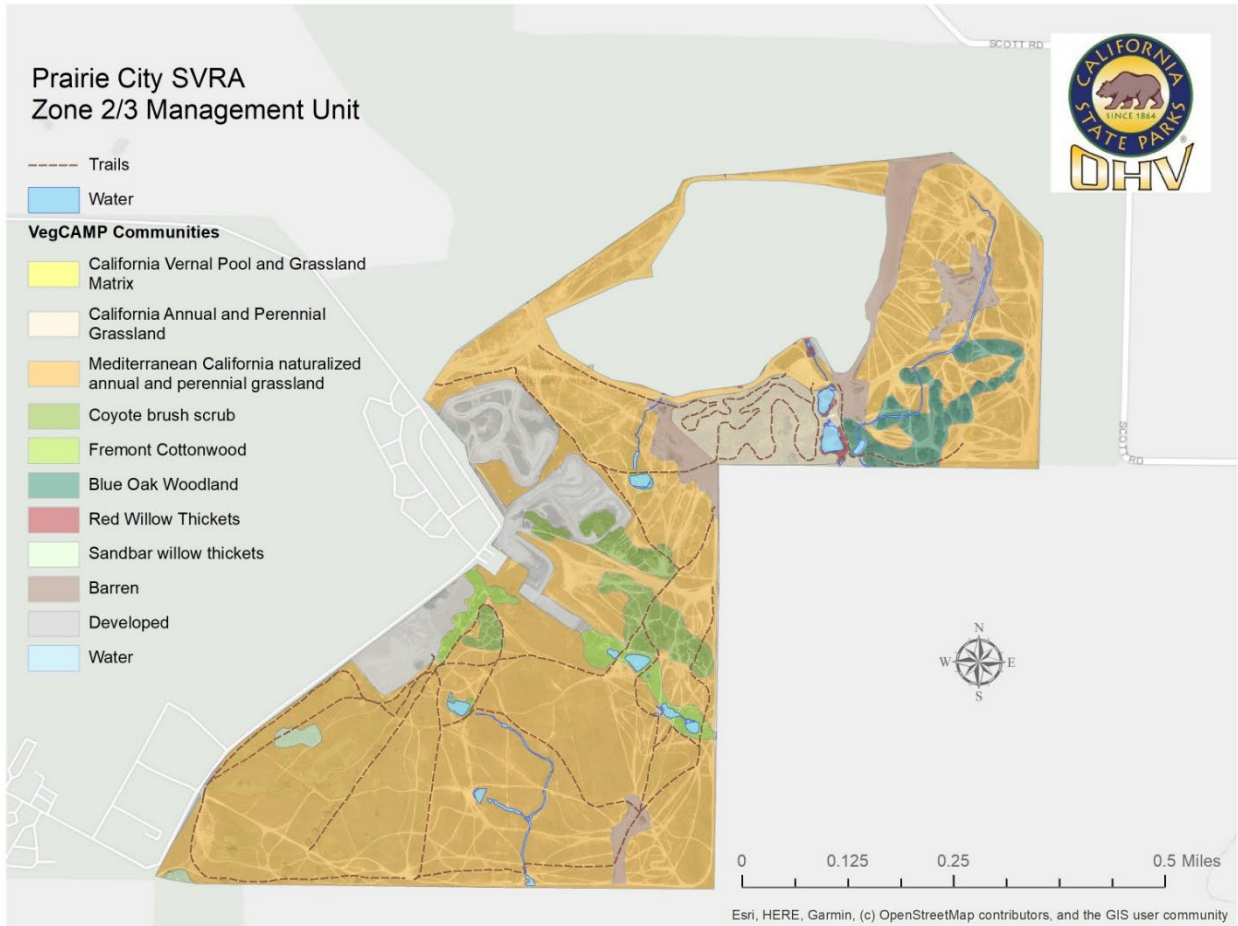 Prairie City SVRA
Zone 2/3 Management Unit
Trails
Water
VegCAMP Communities
California Vernal Pool and Grassland
Matrix
California Annual and Perennial
Grassland
Mediterranean California naturalized
annual and perennial grassland
Coyote brush scrub
Fremont Cottonwood
Blue Oak Woodland
Red Willow Thickets
Sandbar willow thickets
Barren
Developed
Water
SCOTT RD
CALIFORNIA
STATE PARKS
SINCE 1864
®
OHV
SCOTT RD
N
W E
S
0 0.125 0.25 0.5 Miles
Esri, HERE, Garmin, (c) OpenStreetMap contributors, and the GIS user community